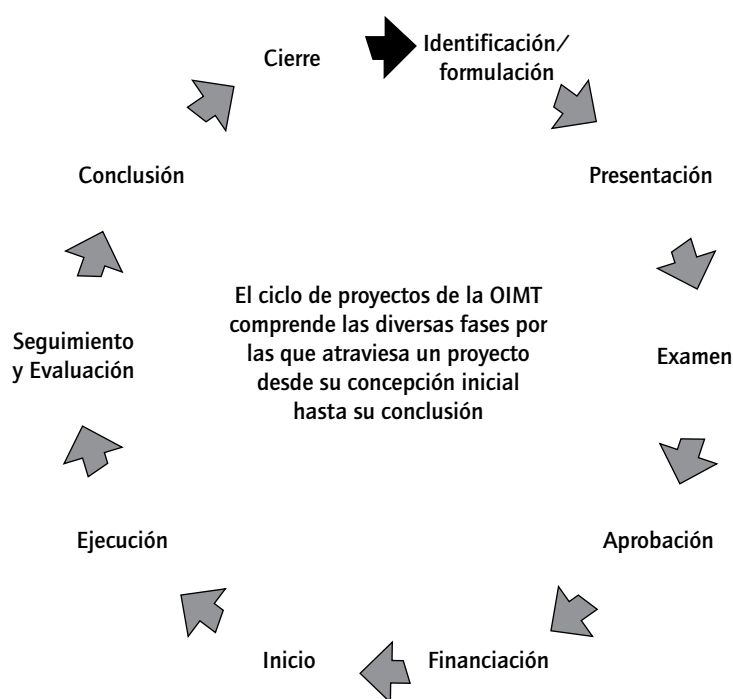 Identificación/
formulación
Presentación
Examen
Aprobación
Financiación
Inicio
Ejecución
Seguimiento
y Evaluación
Conclusión
Cierre
El ciclo de proyectos de la OIMT
comprende las diversas fases por
las que atraviesa un proyecto
desde su concepción inicial
hasta su conclusión